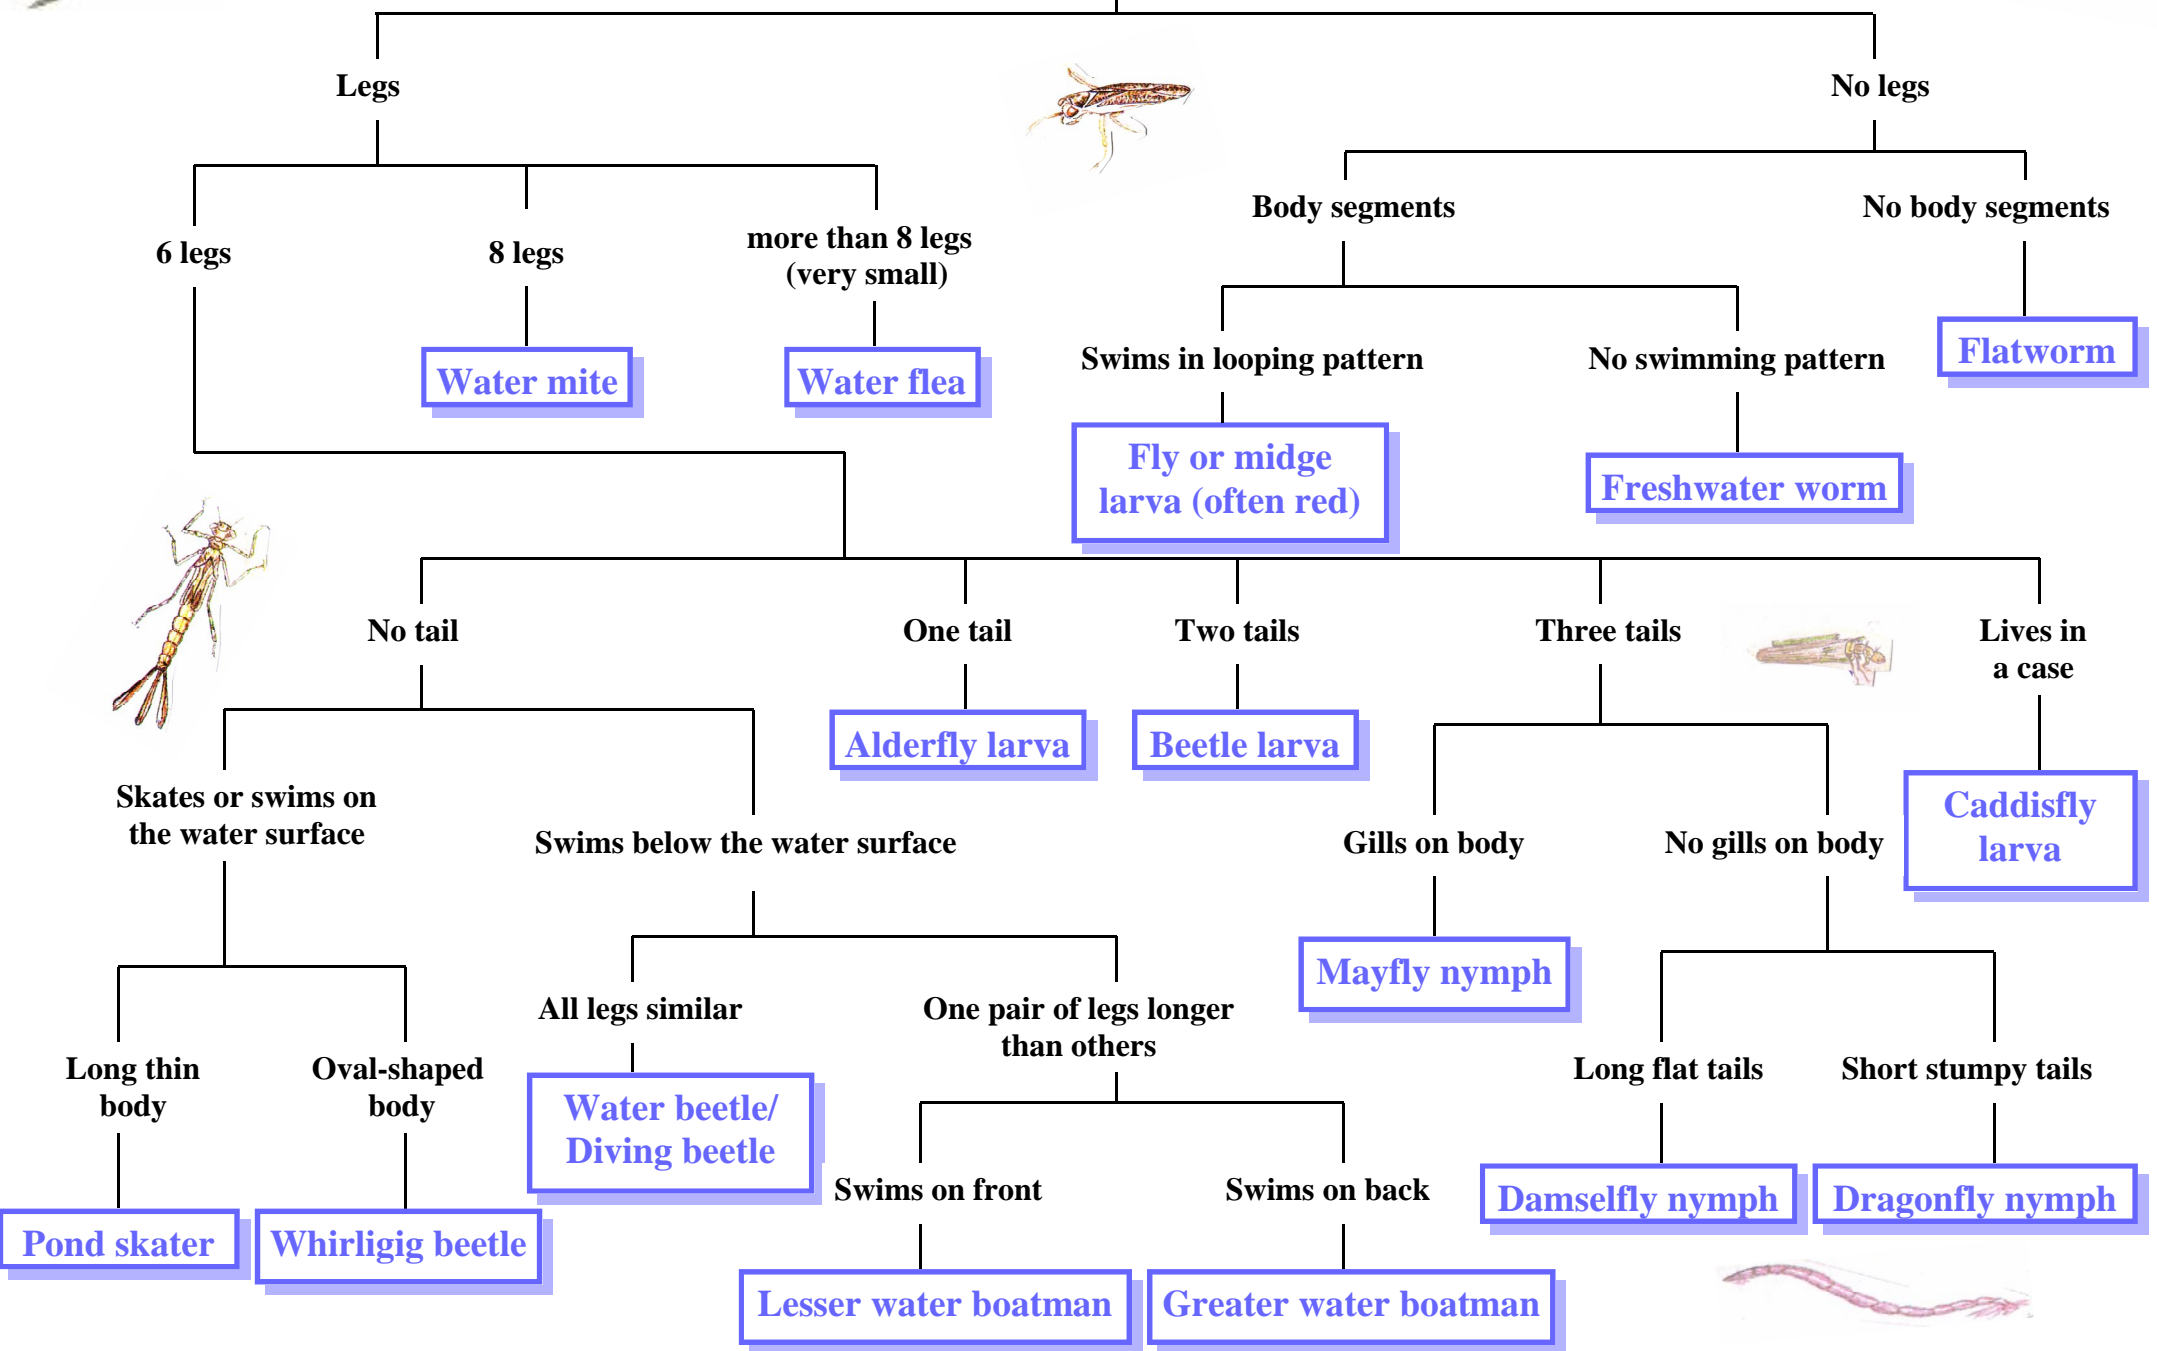 Legs
No legs
6 legs
8 legs
more than 8 legs
(very small)
Body segments
No body segments
Water mite
Water flea
Swims in looping pattern
No swimming pattern
Flatworm
Fly or midge
larva (often red)
Freshwater worm
No tail
One tail
Two tails
Three tails
Lives in
a case
Alderfly larva
Beetle larva
Caddisfly
larva
Skates or swims on
the water surface
Swims below the water surface
Gills on body
No gills on body
Mayfly nymph
All legs similar
One pair of legs longer
than others
Long thin
body
Oval-shaped
body
Water beetle/
Diving beetle
Long flat tails
Short stumpy tails
Swims on front
Swims on back
Damselfly nymph
Dragonfly nymph
Pond skater
Whirligig beetle
Lesser water boatman
Greater water boatman